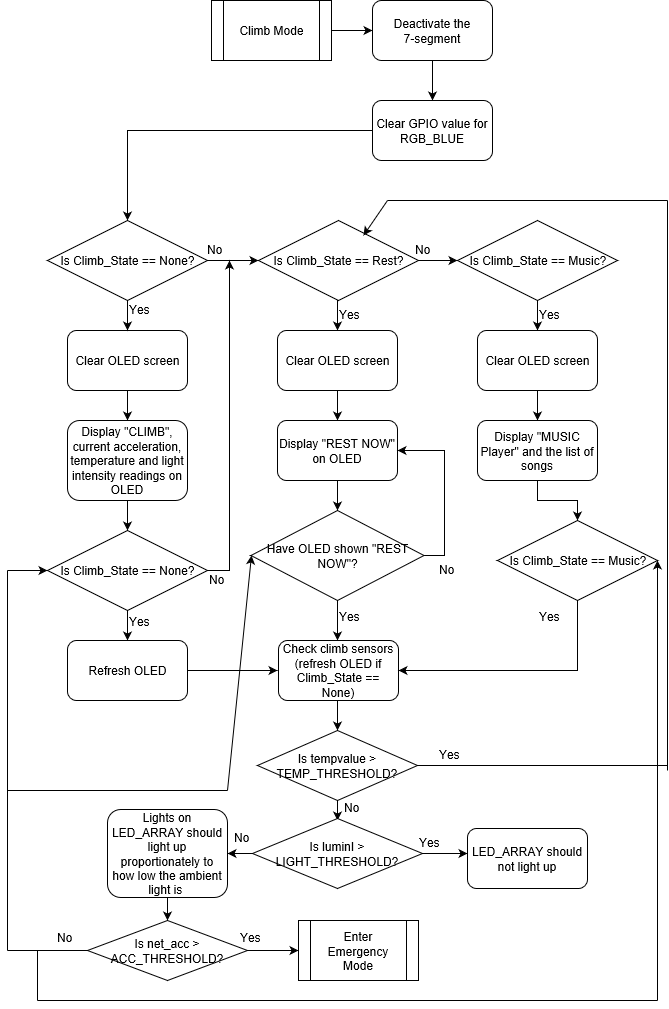 Climb Mode
Deactivate the
7-segment
Clear GPIO value for
RGB_BLUE
Is Climb_State == None?
No
Is Climb_State == Rest?
No
Is Climb_State == Music?
Yes
Yes
Yes
Clear OLED screen
Clear OLED screen
Clear OLED screen
Display "CLIMB",
current acceleration,
temperature and light
intensity readings on
OLED
Display "REST NOW"
on OLED
Display "MUSIC
Player" and the list of
songs
Is Climb_State == None?
No
Have OLED shown "REST
NOW"?
No
Is Climb_State == Music?
Yes
Yes
Yes
Refresh OLED
Check climb sensors
(refresh OLED if
Climb_State ==
None)
Is tempvalue >
TEMP_THRESHOLD?
Yes
No
Lights on
LED_ARRAY should
light up
proportionately to
how low the ambient
light is
No
Is luminI >
LIGHT_THRESHOLD?
Yes
LED_ARRAY should
not light up
No
Is net_acc >
ACC_THRESHOLD?
Yes
Enter
Emergency
Mode